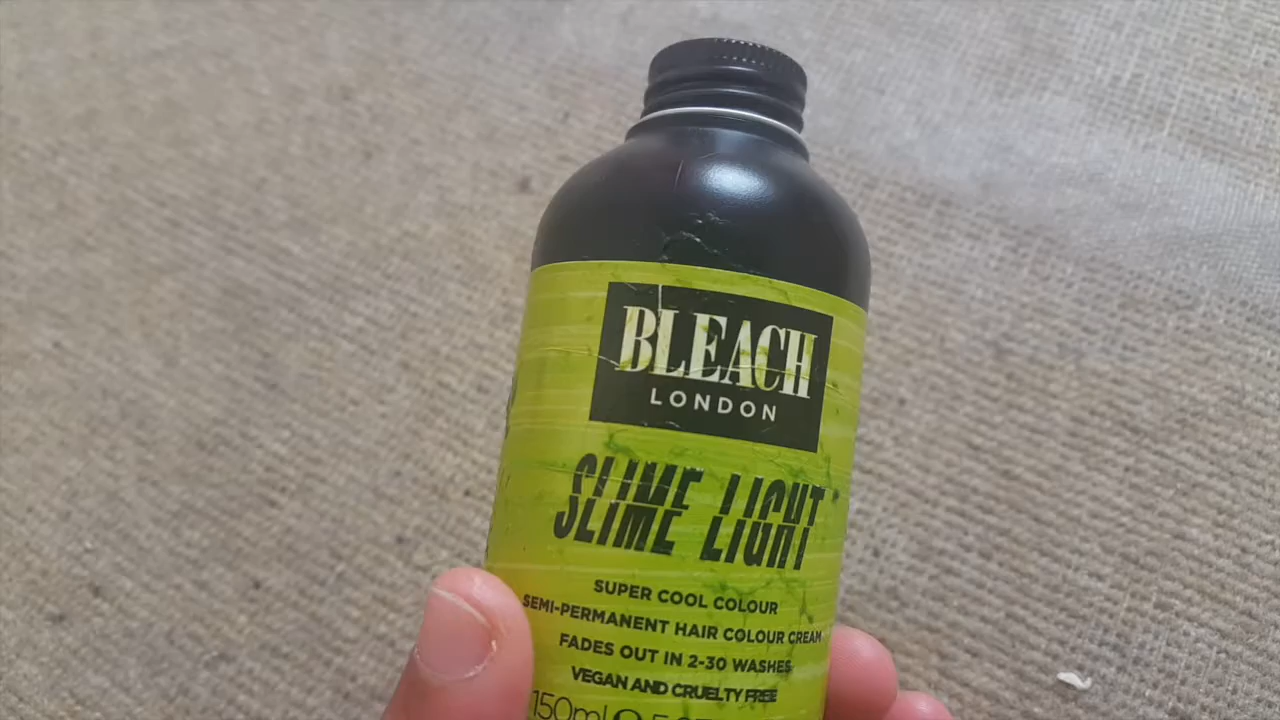 BLEACH
LONDON
SLIME LIGHT
SUPER COOL COLOUR
SEMI-PERMANENT HAIR COLOUR CREAM
FADES OUT IN 2-30 WASHES
VEGAN AND CRUELTY FREE
150ml e